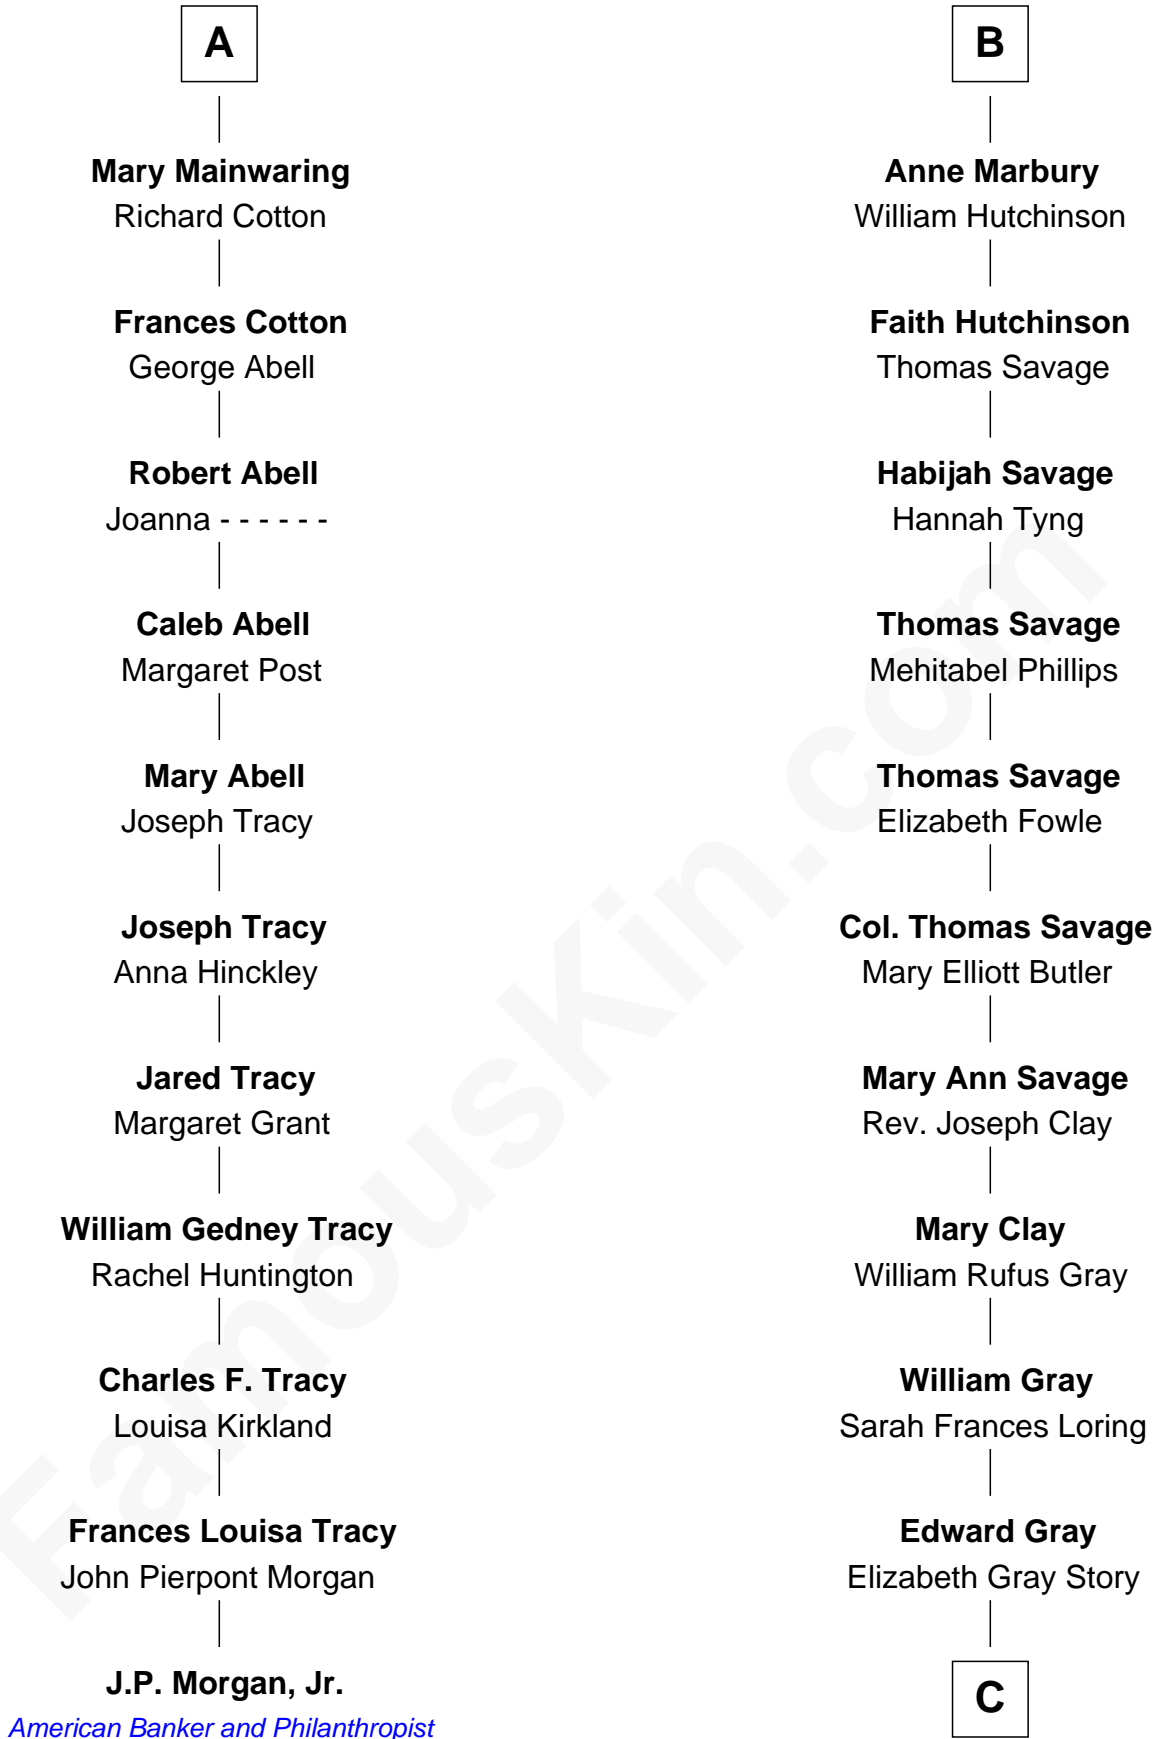 A
Mary Mainwaring
Richard Cotton
Frances Cotton
George Abell
Robert Abell
Joanna - - - - - -
Caleb Abell
Margaret Post
Mary Abell
Joseph Tracy
Joseph Tracy
Anna Hinckley
Jared Tracy
Margaret Grant
William Gedney Tracy
Rachel Huntington
Charles F. Tracy
Louisa Kirkland
Frances Louisa Tracy
John Pierpont Morgan
J.P. Morgan, Jr.
American Banker and Philanthropist
B
Anne Marbury
William Hutchinson
Faith Hutchinson
Thomas Savage
Habijah Savage
Hannah Tyng
Thomas Savage
Mehitabel Phillips
Thomas Savage
Elizabeth Fowle
Col. Thomas Savage
Mary Elliott Butler
Mary Ann Savage
Rev. Joseph Clay
Mary Clay
William Rufus Gray
William Gray
Sarah Frances Loring
Edward Gray
Elizabeth Gray Story
C
FamousKin.com